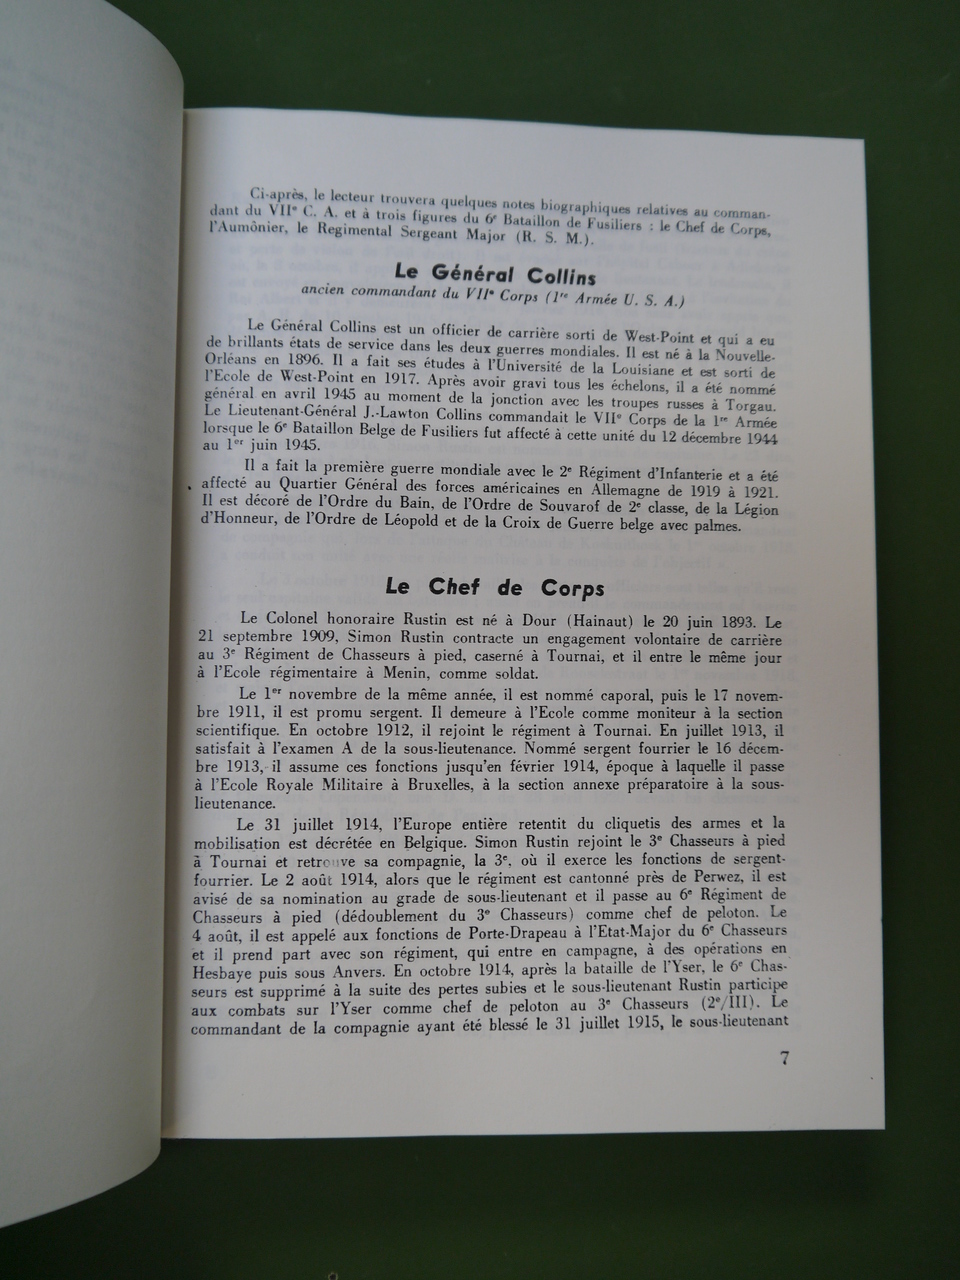 Ci-après, le lecteur trouvera quelques notes biographiques relatives au comman-
dant du VIIe C. A. et à trois figures du 6e Bataillon de Fusiliers : le Chef de Corps,
l'Aumônier, le Regimental Sergeant Major (R. S. M.).
Le Général Collins
ancien commandant du VIIe Corps (1re Armée U. S. A.)
Le Général Collins est un officier de carrière sorti de West-Point et qui a eu
de brillants états de service dans les deux guerres mondiales. Il est né à la Nouvelle-
Orléans en 1896. Il a fait ses études à l'Université de la Louisiane et est sorti de
l'Ecole de West-Point en 1917. Après avoir gravi tous les échelons, il a été nommé
général en avril 1945 au moment de la jonction avec les troupes russes à Torgau.
Le Lieutenant-Général J.-Lawton Collins commandait le VIIe Corps de la 1re Armée
lorsque le 6e Bataillon Belge de Fusiliers fut affecté à cette unité du 12 décembre 1944
au 1er juin 1945.
Il a fait la première guerre mondiale avec le 2e Régiment d'Infanterie et a été
affecté au Quartier Général des forces américaines en Allemagne de 1919 à 1921.
Il est décoré de l'Ordre du Bain, de l'Ordre de Souvarof de 2e classe, de la Légion
d'Honneur, de l'Ordre de Léopold et de la Croix de Guerre belge avec palmes.
Le Chef de Corps
Le Colonel honoraire Rustin est né à Dour (Hainaut) le 20 juin 1893. Le
21 septembre 1909, Simon Rustin contracte un engagement volontaire de carrière
au 3e Régiment de Chasseurs à pied, caserné à Tournai, et il entre le même jour
à l'Ecole régimentaire à Menin, comme soldat.
Le 1er novembre de la même année, il est nommé caporal, puis le 17 novem-
bre 1911, il est promu sergent. Il demeure à l'Ecole comme moniteur à la section
scientifique. En octobre 1912, il rejoint le régiment à Tournai. En juillet 1913, il
satisfait à l'examen A de la sous-lieutenance. Nommé sergent fourrier le 16 décem-
bre 1913, il assume ces fonctions jusqu'en février 1914, époque à laquelle il passe
à l'Ecole Royale Militaire à Bruxelles, à la section annexe préparatoire à la sous-
lieutenance.
Le 31 juillet 1914, l'Europe entière retentit du cliquetis des armes et la
mobilisation est décrétée en Belgique. Simon Rustin rejoint le 3e Chasseurs à pied
à Tournai et retrouve sa compagnie, la 3e, où il exerce les fonctions de sergent-
fourrier. Le 2 août 1914, alors que le régiment est cantonné près de Perwez, il est
avisé de sa nomination au grade de sous-lieutenant et il passe au 6e Régiment de
Chasseurs à pied (dédoublement du 3e Chasseurs) comme chef de peloton. Le
4 août, il est appelé aux fonctions de Porte-Drapeau à l'Etat-Major du 6e Chasseurs
et il prend part avec son régiment, qui entre en campagne, à des opérations en
Hesbaye puis sous Anvers. En octobre 1914, après la bataille de l'Yser, le 6e Chas-
seurs est supprimé à la suite des pertes subies et le sous-lieutenant Rustin participe
aux combats sur l'Yser comme chef de peloton au 3e Chasseurs (2e/III). Le
commandant de la compagnie ayant été blessé le 31 juillet 1915, le sous-lieutenant
7